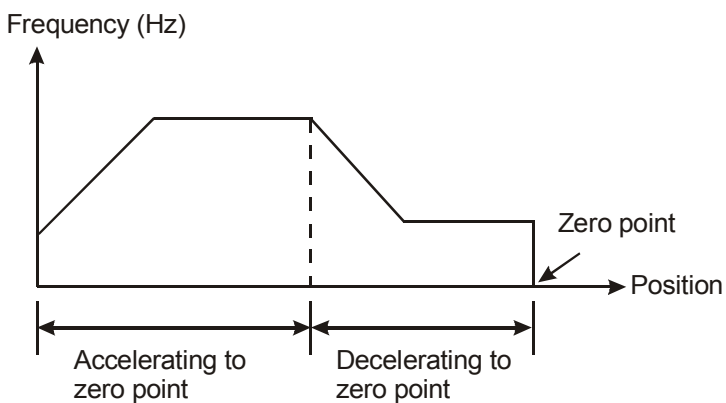 Frequency (Hz)
Zero point
Position
Accelerating to
zero point
Decelerating to
zero point